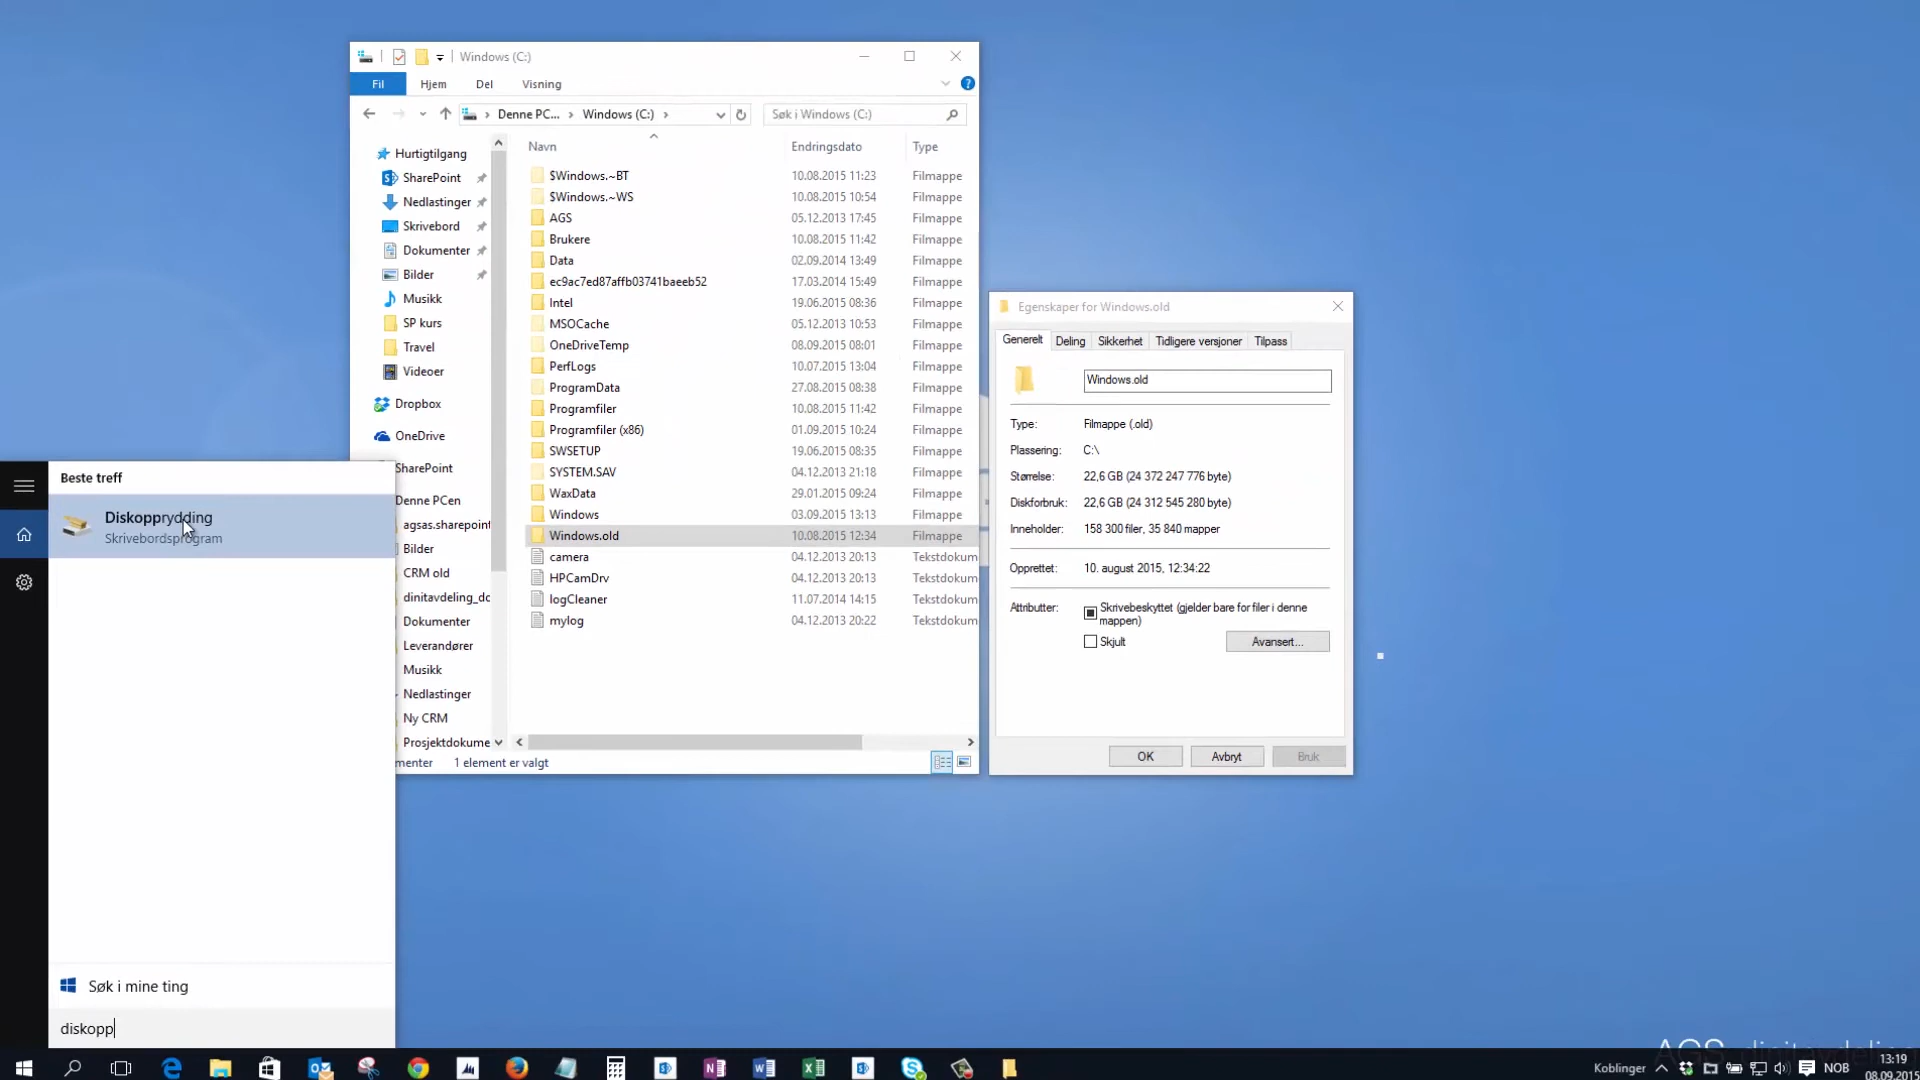 Windows (C:)
Fil Hjem Del Visning
Denne PC... Windows (C:) Søk i Windows (C:)
Navn Endringsdato Type
Hurtigtilgang
SharePoint
Nedlastinger
Skrivebord
Dokumenter
Bilder
Musikk
SP kurs
Travel
Videoer
Dropbox
OneDrive
SharePoint
Denne PCen
agsas.sharepoint
Bilder
CRM old
dinitavdeling_dc
Dokumenter
Leverandører
Musikk
Nedlastinger
Ny CRM
Prosjektdokume
$Windows.~BT 10.08.2015 11:23 Filmappe
$Windows.~WS 10.08.2015 10:54 Filmappe
AGS 05.12.2013 17:45 Filmappe
Brukere 10.08.2015 11:42 Filmappe
Data 02.09.2014 13:49 Filmappe
ec9ac7ed87affb03741baeeb52 17.03.2014 15:49 Filmappe
Intel 19.06.2015 08:36 Filmappe
MSOCache 05.12.2013 10:53 Filmappe
OneDriveTemp 08.09.2015 08:01 Filmappe
PerfLogs 10.07.2015 13:04 Filmappe
ProgramData 27.08.2015 08:38 Filmappe
Programfiler 10.08.2015 11:42 Filmappe
Programfiler (x86) 01.09.2015 10:24 Filmappe
SWSETUP 19.06.2015 08:35 Filmappe
SYSTEM.SAV 04.12.2013 21:18 Filmappe
WaxData 29.01.2015 09:24 Filmappe
Windows 03.09.2015 13:13 Filmappe
Windows.old 10.08.2015 12:34 Filmappe
camera 04.12.2013 20:13 Tekstdokum
HPCamDrv 04.12.2013 20:13 Tekstdokum
logCleaner 11.07.2014 14:15 Tekstdokum
mylog 04.12.2013 20:22 Tekstdokum
menter 1 element er valgt
Egenskaper for Windows.old
Generelt Deling Sikkerhet Tidligere versjoner Tilpass
Windows.old
Type: Filmappe (.old)
Plassering: C:\
Størrelse: 22,6 GB (24 372 247 776 byte)
Diskforbruk: 22,6 GB (24 312 545 280 byte)
Inneholder: 158 300 filer, 35 840 mapper
Opprettet: 10. august 2015, 12:34:22
Attributter: Skrivebeskyttet (gjelder bare for filer i denne
mappen)
Skjult Avansert...
OK Avbryt Bruk
Beste treff
Diskopprydding
Skrivebordsprogram
Søk i mine ting
diskopp
AGS dinitavdeling
Koblinger NOB 13:19
08.09.2015